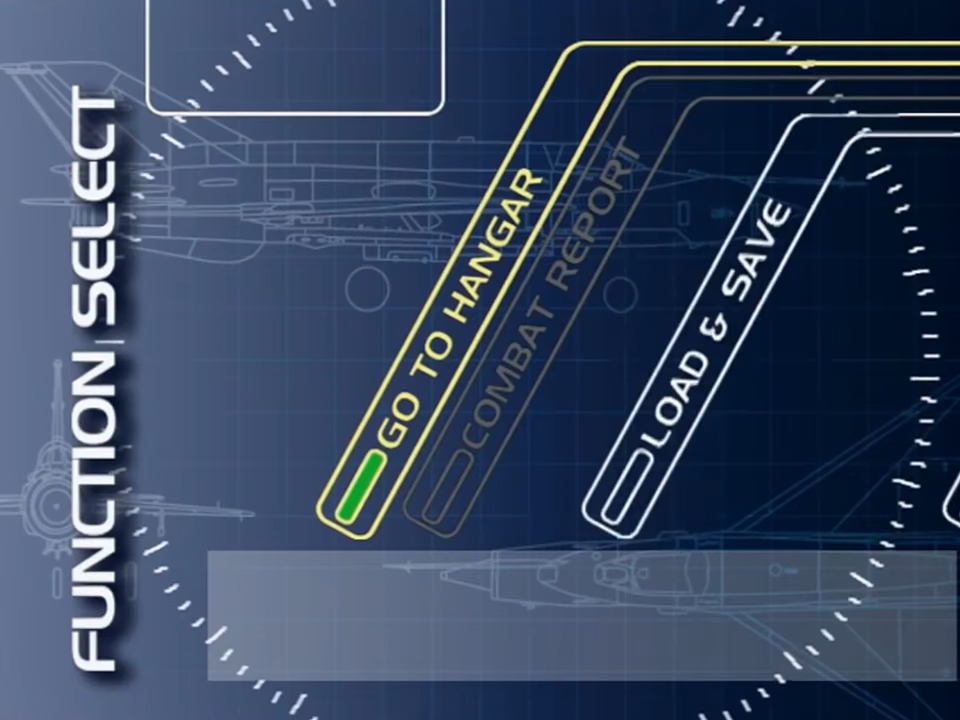 FUNCTION SELECT
GO TO HANGAR
COMBAT REPORT
LOAD & SAVE